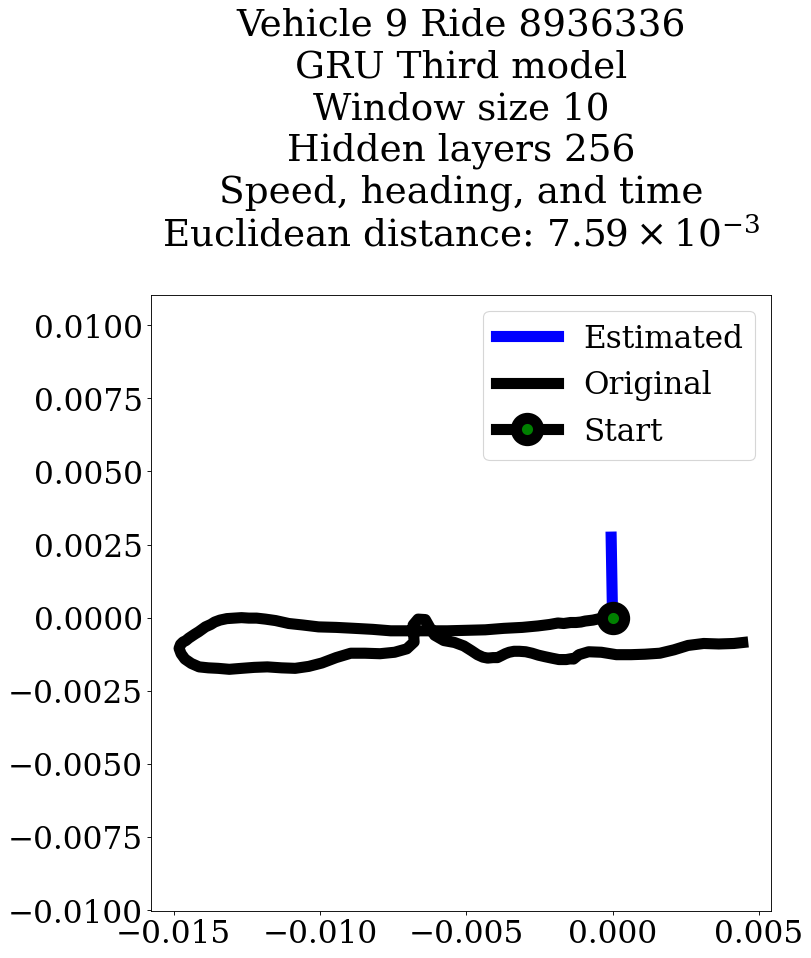 Vehicle 9 Ride 8936336
GRU Third model
Window size 10
Hidden layers 256
Speed, heading, and time
Euclidean distance: 7.59 × 10⁻³
Estimated
Original
Start
0.0100
0.0075
0.0050
0.0025
0.0000
−0.0025
−0.0050
−0.0075
−0.0100
−0.015 −0.010 −0.005 0.000 0.005